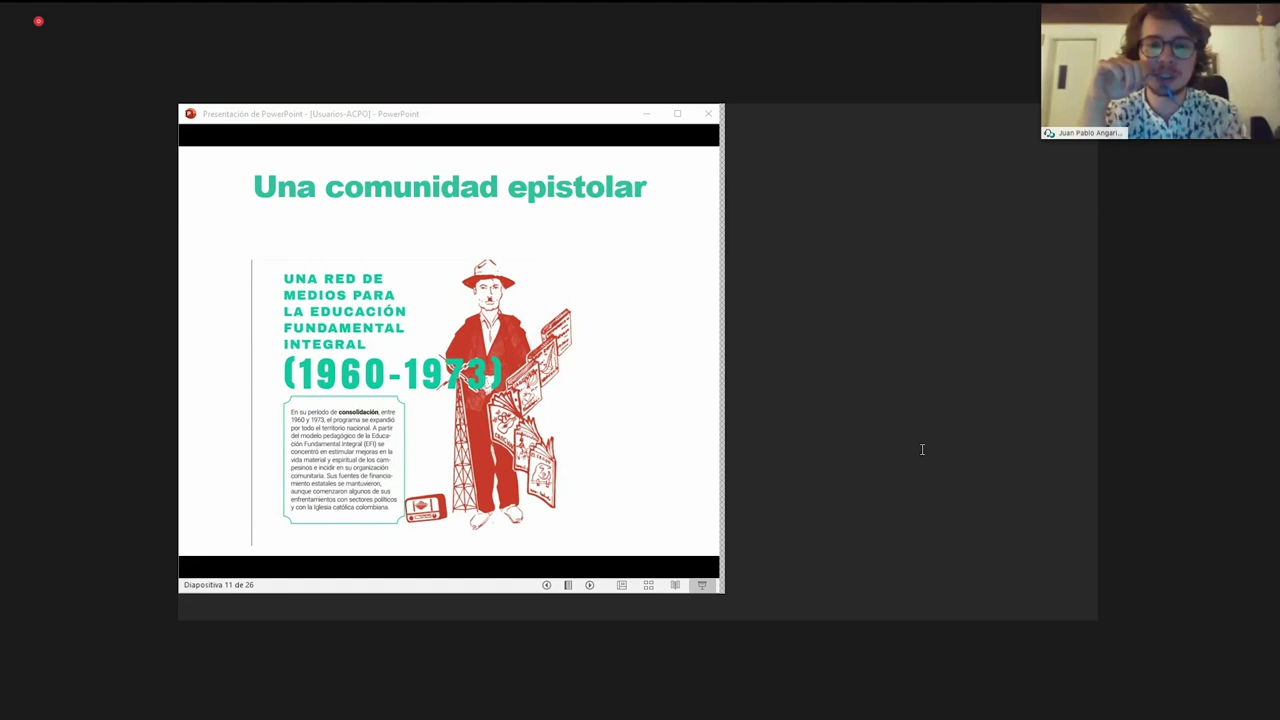 Presentación de PowerPoint - [Usuarios-ACPO] - PowerPoint
Juan Pablo Angari...
Una comunidad epistolar
UNA RED DE
MEDIOS PARA
LA EDUCACIÓN
FUNDAMENTAL
INTEGRAL
(1960-1973)
En su período de consolidación, entre
1960 y 1973, el programa se expandió
por todo el territorio nacional. A partir
del modelo pedagógico de la Educa-
ción Fundamental Integral (EFI) se
concentró en estimular mejoras en la
vida material y espiritual de los cam-
pesinos e incidir en su organización
comunitaria. Sus fuentes de financia-
miento estatales se mantuvieron,
aunque comenzaron algunos de sus
enfrentamientos con sectores políticos
y con la Iglesia católica colombiana.
Diapositiva 11 de 26